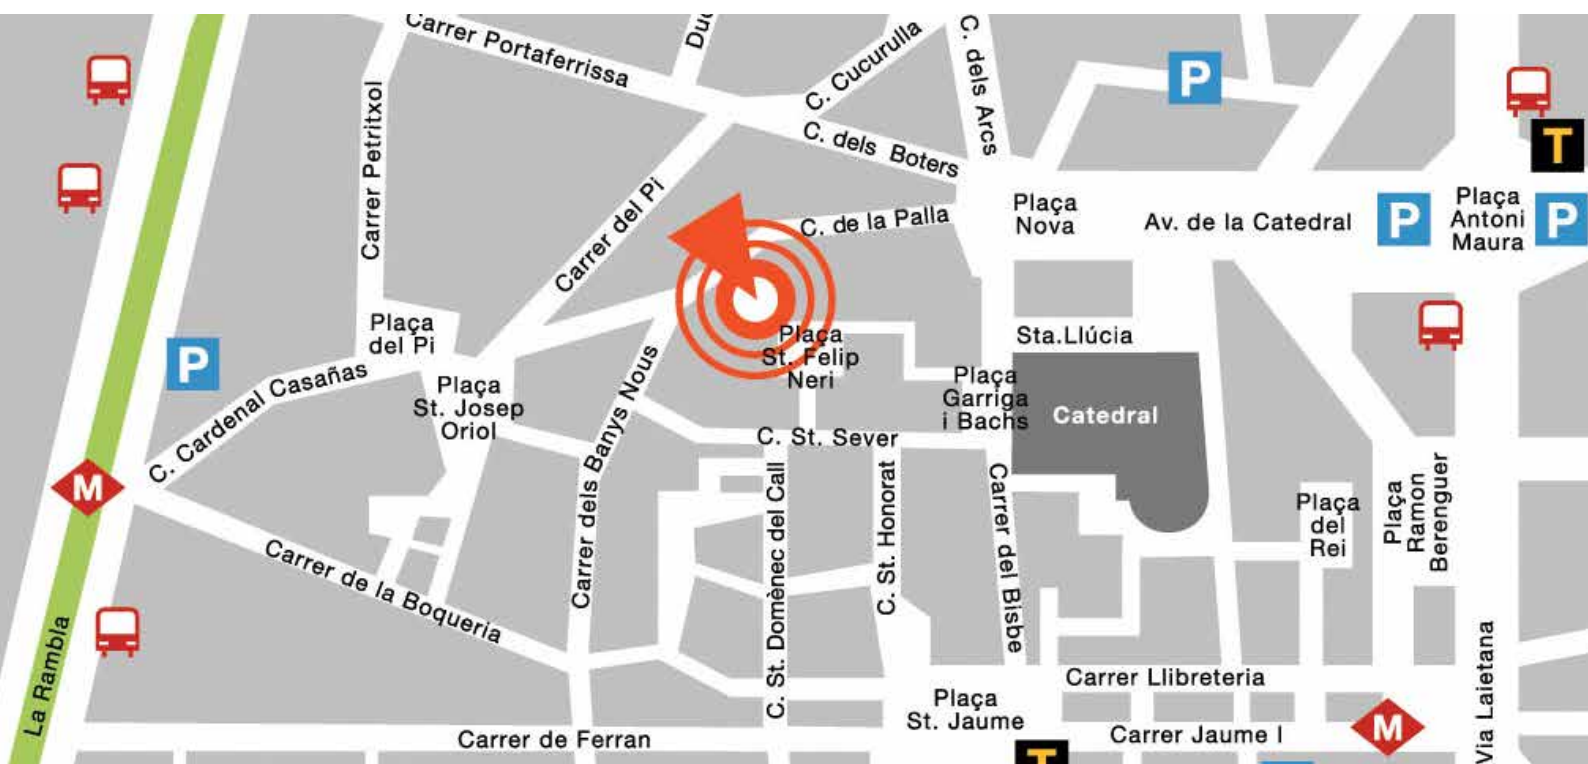 Carrer Portaferrissa
Duc
C. Cucurulla
C. dels Arcs
P
T
Carrer Petritxol
C. dels Boters
Carrer del Pi
C. de la Palla
Plaça
Nova
Av. de la Catedral
P
Plaça
Antoni
Maura
P
Plaça
del Pi
Plaça
St. Felip
Neri
Sta.Llúcia
P
C. Cardenal Casañas
Plaça
St. Josep
Oriol
Carrer dels Banys Nous
Plaça
Garriga
i Bachs
Catedral
C. St. Sever
M
Carrer de la Boqueria
C. St. Domènec del Call
C. St. Honorat
Carrer del Bisbe
Plaça
del
Rei
Plaça
Ramon
Berenguer
La Rambla
Carrer Llibreteria
Plaça
St. Jaume
Carrer de Ferran
Carrer Jaume I
M
Via Laietana
T